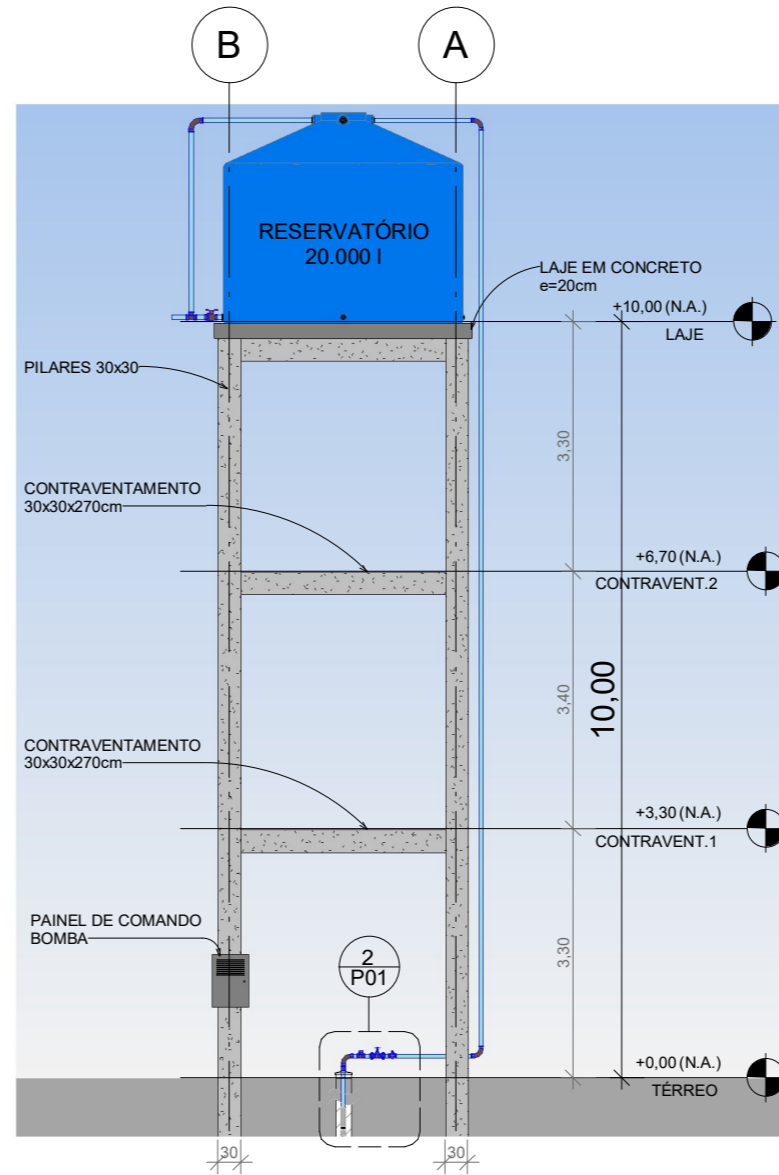 B
A
RESERVATÓRIO
20.000 l
LAJE EM CONCRETO
e=20cm
+10,00 (N.A.)
LAJE
PILARES 30x30
3,30
CONTRAVENTAMENTO
30x30x270cm
+6,70 (N.A.)
CONTRAVENT.2
3,40
10,00
CONTRAVENTAMENTO
30x30x270cm
+3,30 (N.A.)
CONTRAVENT.1
PAINEL DE COMANDO
BOMBA
2
P01
3,30
+0,00 (N.A.)
TÉRREO
30
30